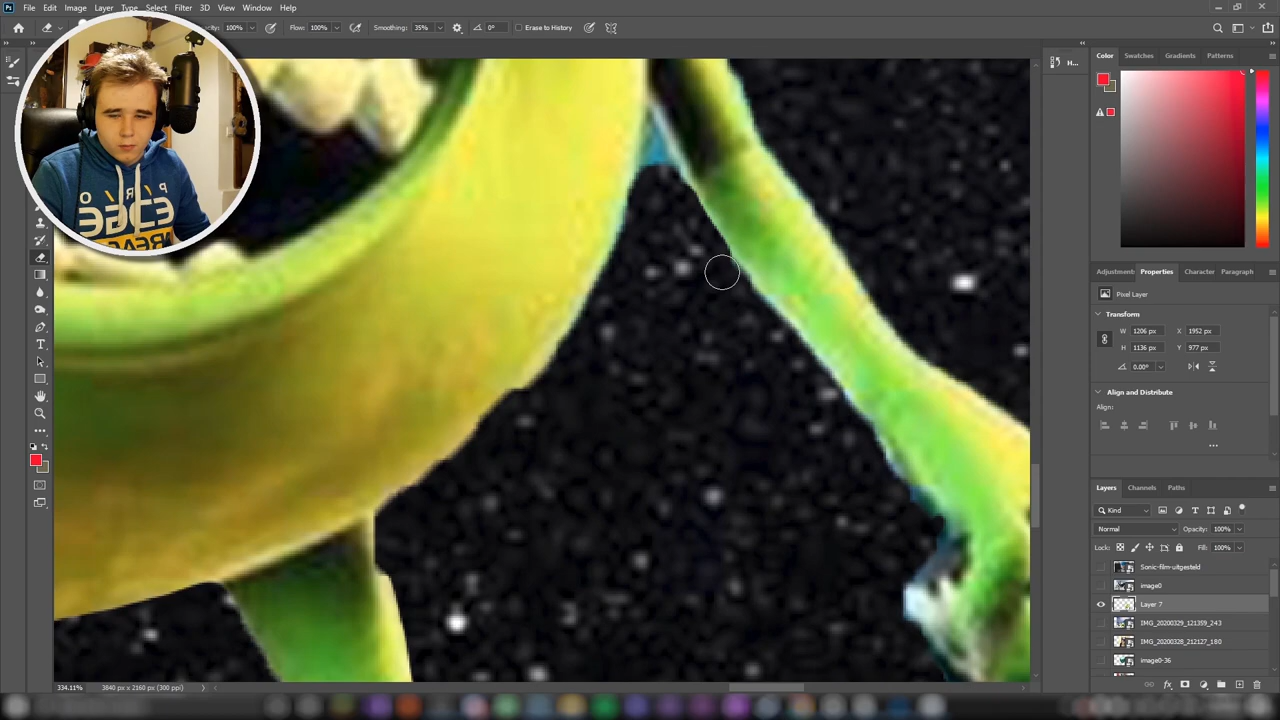 File Edit Image Layer Type Select Filter 3D View Window Help
100% Flow: 100% Smoothing: 35% 0° Erase to History
H...
Color Swatches Gradients Patterns
Adjustment Properties Character Paragraph
Pixel Layer
Transform
W 1206 px X 1952 px
H 1136 px Y 977 px
0.00°
Align and Distribute
Align:
...
Layers Channels Paths
Kind
Normal Opacity: 100%
Lock: Fill: 100%
Sonic-film-uitgesteld
image0
Layer 7
IMG_20200329_121359_243
IMG_20200328_212127_180
image0-36
334.11% 3840 px x 2160 px (300 ppi)